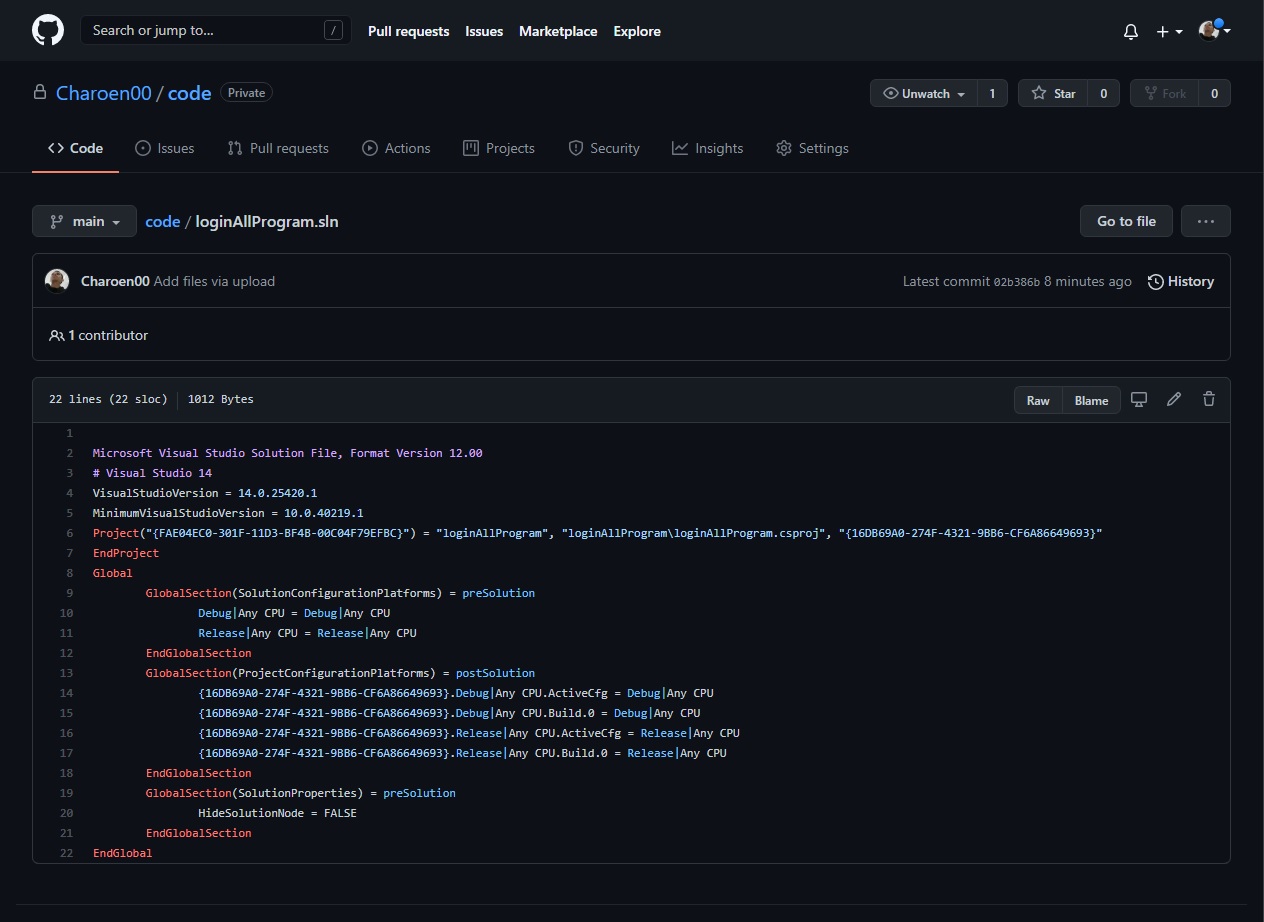 Search or jump to... /
Pull requests Issues Marketplace Explore
Charoen00 / code Private
Unwatch 1 Star 0 Fork 0
Code Issues Pull requests Actions Projects Security Insights Settings
main code / loginAllProgram.sln Go to file ...
Charoen00 Add files via upload Latest commit 02b386b 8 minutes ago History
1 contributor
22 lines (22 sloc) 1012 Bytes Raw Blame
1
2 Microsoft Visual Studio Solution File, Format Version 12.00
3 # Visual Studio 14
4 VisualStudioVersion = 14.0.25420.1
5 MinimumVisualStudioVersion = 10.0.40219.1
6 Project("{FAE04EC0-301F-11D3-BF4B-00C04F79EFBC}") = "loginAllProgram", "loginAllProgram\loginAllProgram.csproj", "{16DB69A0-274F-4321-9BB6-CF6A86649693}"
7 EndProject
8 Global
9 GlobalSection(SolutionConfigurationPlatforms) = preSolution
10 Debug|Any CPU = Debug|Any CPU
11 Release|Any CPU = Release|Any CPU
12 EndGlobalSection
13 GlobalSection(ProjectConfigurationPlatforms) = postSolution
14 {16DB69A0-274F-4321-9BB6-CF6A86649693}.Debug|Any CPU.ActiveCfg = Debug|Any CPU
15 {16DB69A0-274F-4321-9BB6-CF6A86649693}.Debug|Any CPU.Build.0 = Debug|Any CPU
16 {16DB69A0-274F-4321-9BB6-CF6A86649693}.Release|Any CPU.ActiveCfg = Release|Any CPU
17 {16DB69A0-274F-4321-9BB6-CF6A86649693}.Release|Any CPU.Build.0 = Release|Any CPU
18 EndGlobalSection
19 GlobalSection(SolutionProperties) = preSolution
20 HideSolutionNode = FALSE
21 EndGlobalSection
22 EndGlobal